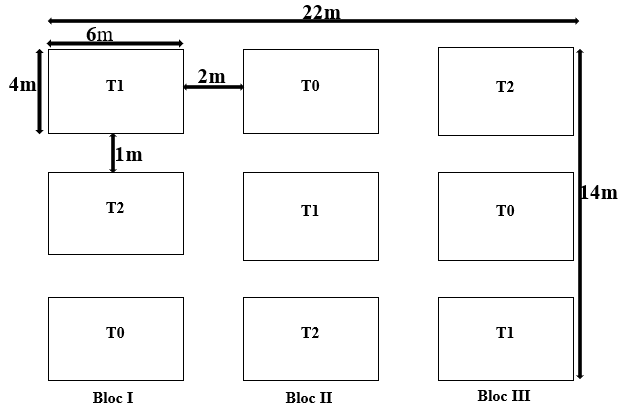 22m
6m
4m
T1
2m
T0
T2
1m
T2
T1
T0
14m
T0
T2
T1
Bloc I
Bloc II
Bloc III